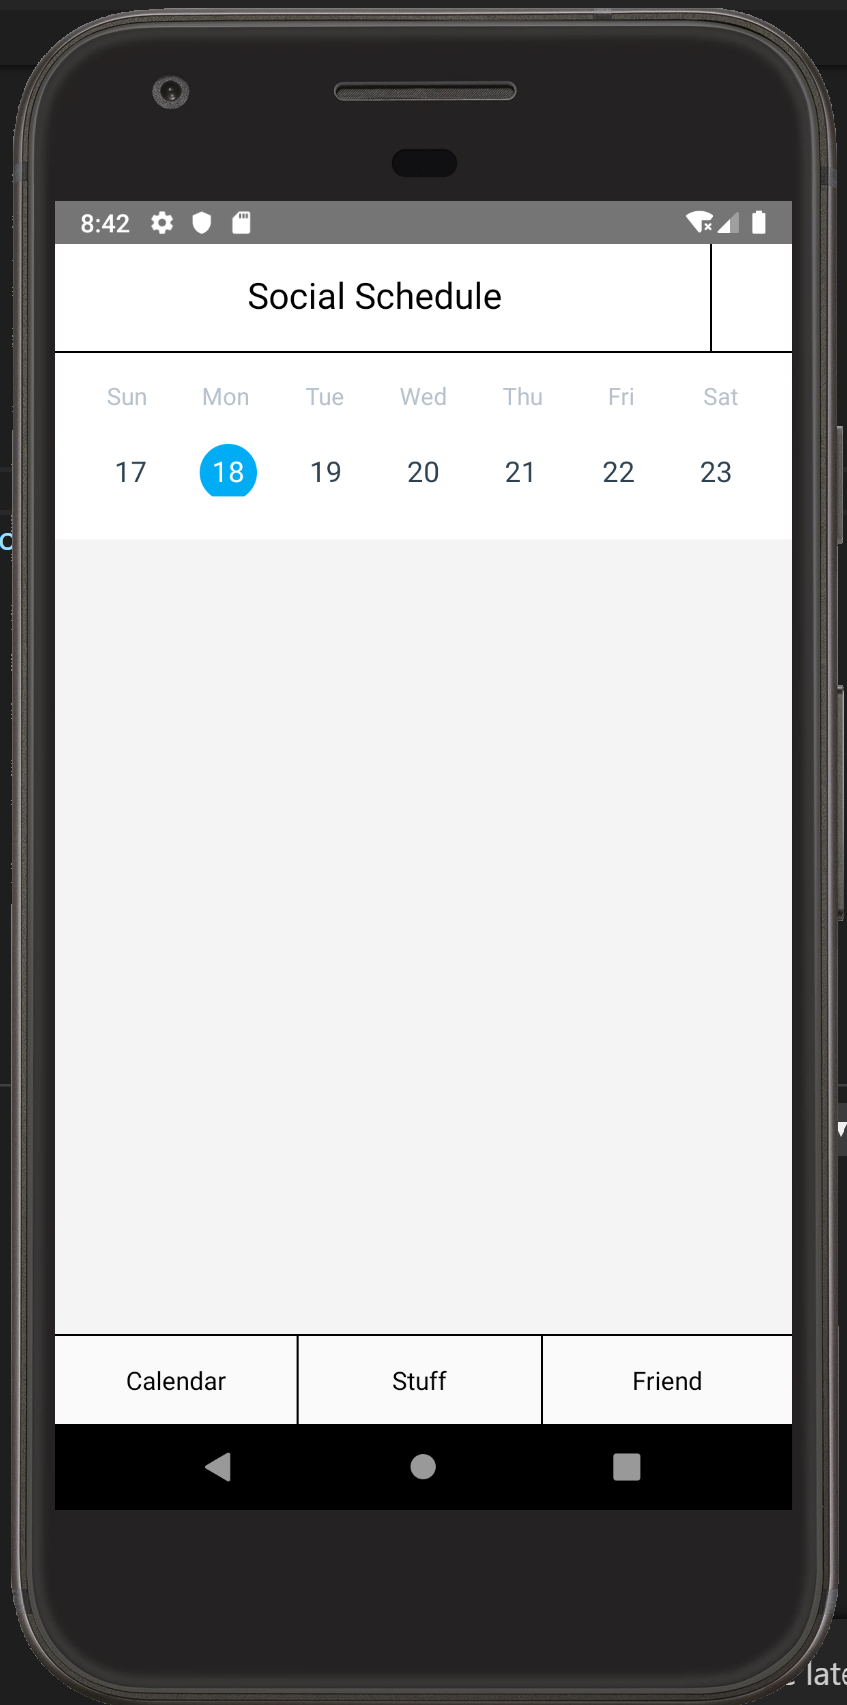 8:42
Social Schedule
Sun Mon Tue Wed Thu Fri Sat
17 18 19 20 21 22 23
Calendar Stuff Friend